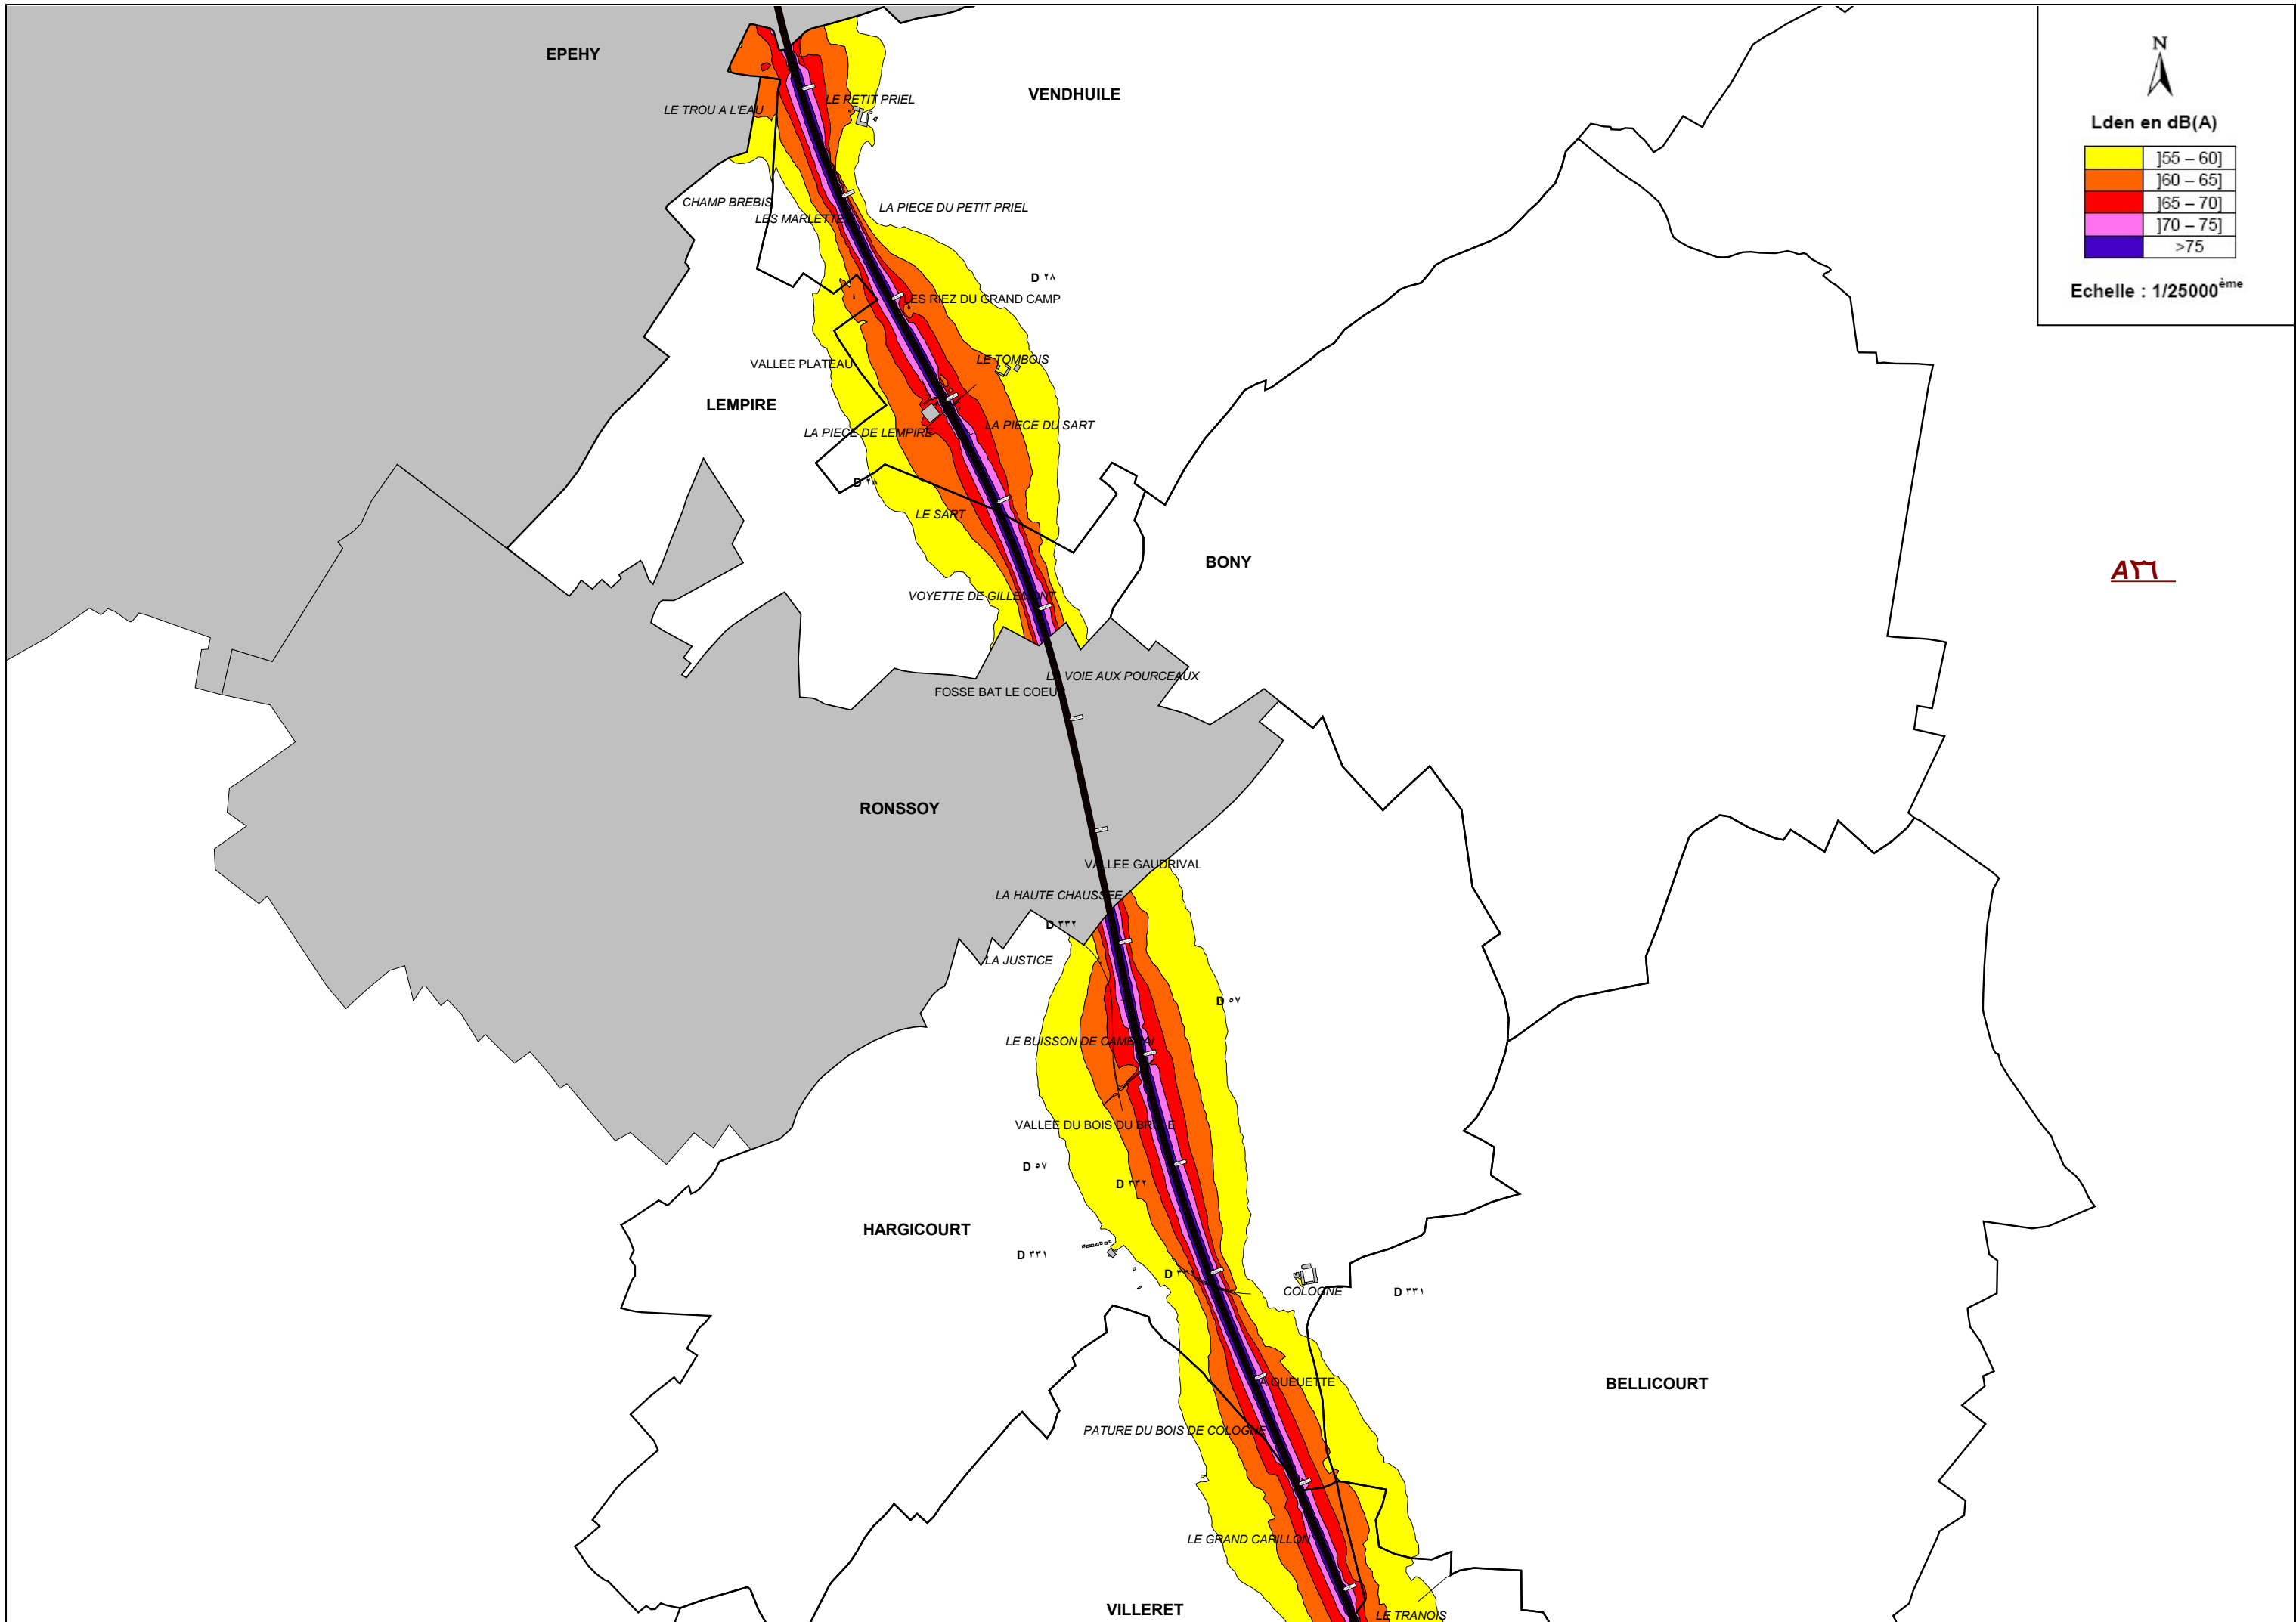 EPEHY
N
VENDHUILE
LE PETIT PRIEL
LE TROU A L'EAU
Lden en dB(A)
]55 – 60]
]60 – 65]
]65 – 70]
]70 – 75]
>75
Echelle : 1/25000ème
CHAMP BREBIS
LA PIECE DU PETIT PRIEL
LES MARLETTE
D ٢٨
LES RIEZ DU GRAND CAMP
LE TOMBOIS
VALLEE PLATEAU
LEMPIRE
LA PIECE DU SART
LA PIECE DE LEMPIRE
D ٢٨
LE SART
BONY
A٢٦
VOYETTE DE GILLEMONT
LA VOIE AUX POURCEAUX
FOSSE BAT LE COEUR
RONSSOY
VALLEE GAUDRIVAL
LA HAUTE CHAUSSEE
D ٣٣٢
LA JUSTICE
D ٥٧
LE BUISSON DE CAMBRAI
VALLEE DU BOIS DU BRULE
D ٥٧
D ٣٣٢
HARGICOURT
D ٣٣١
D ٣٣١
COLOGNE
D ٣٣١
LA QUEUETTE
BELLICOURT
PATURE DU BOIS DE COLOGNE
LE GRAND CARILLON
VILLERET
LE TRANOIS